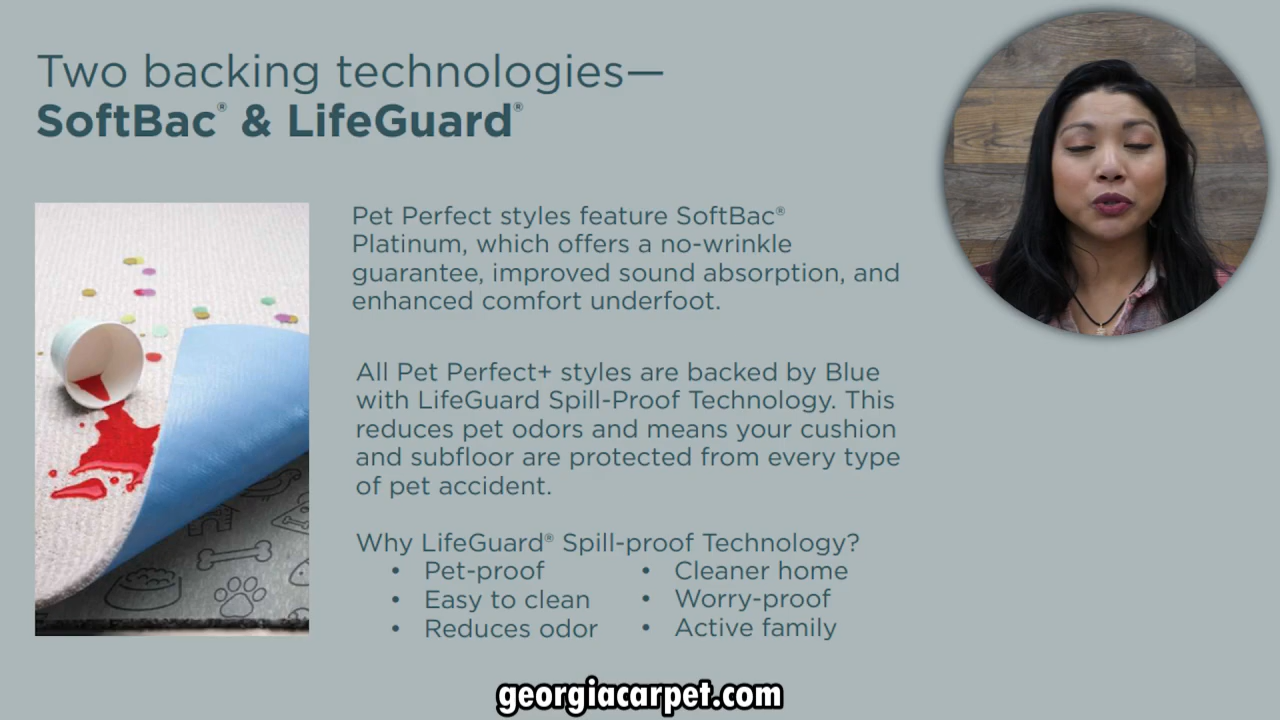 Two backing technologies—
SoftBac® & LifeGuard®
Pet Perfect styles feature SoftBac®
Platinum, which offers a no-wrinkle
guarantee, improved sound absorption, and
enhanced comfort underfoot.
All Pet Perfect+ styles are backed by Blue
with LifeGuard Spill-Proof Technology. This
reduces pet odors and means your cushion
and subfloor are protected from every type
of pet accident.
Why LifeGuard® Spill-proof Technology?
• Pet-proof
• Easy to clean
• Reduces odor
• Cleaner home
• Worry-proof
• Active family
georgiacarpet.com